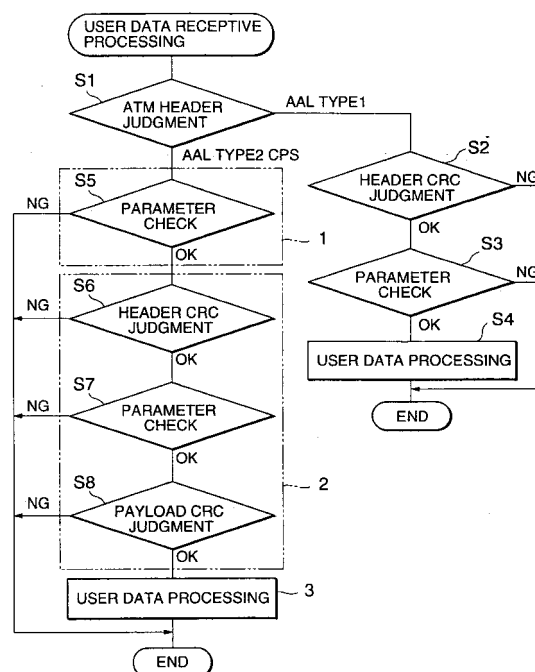 USER DATA RECEPTIVE
PROCESSING
S1
ATM HEADER
JUDGMENT
AAL TYPE1
AAL TYPE2 CPS
S5
NG
PARAMETER
CHECK
OK
1
S6
NG
HEADER CRC
JUDGMENT
OK
S7
NG
PARAMETER
CHECK
OK
S8
NG
PAYLOAD CRC
JUDGMENT
OK
2
USER DATA PROCESSING
3
END
S2
NG
HEADER CRC
JUDGMENT
OK
S3
NG
PARAMETER
CHECK
OK
S4
USER DATA PROCESSING
END